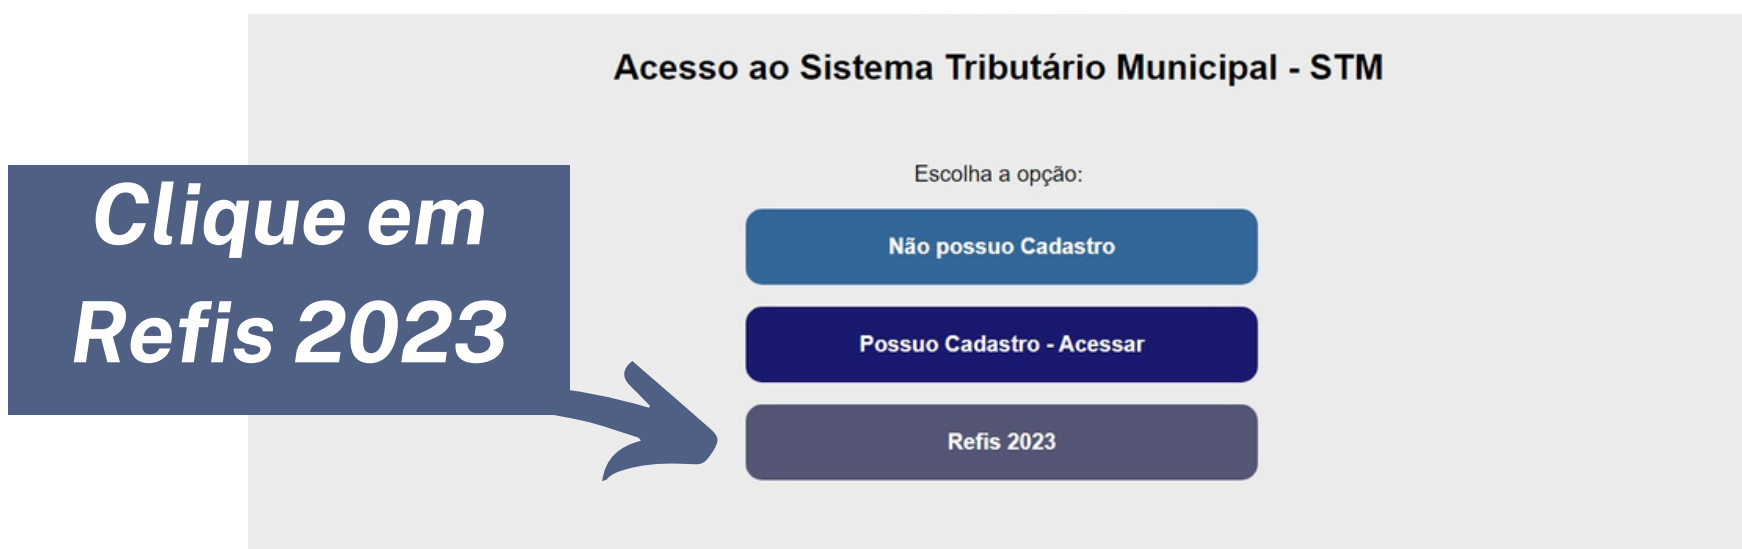 Acesso ao Sistema Tributário Municipal - STM
Clique em
Refis 2023
Escolha a opção:
Não possuo Cadastro
Possuo Cadastro - Acessar
Refis 2023